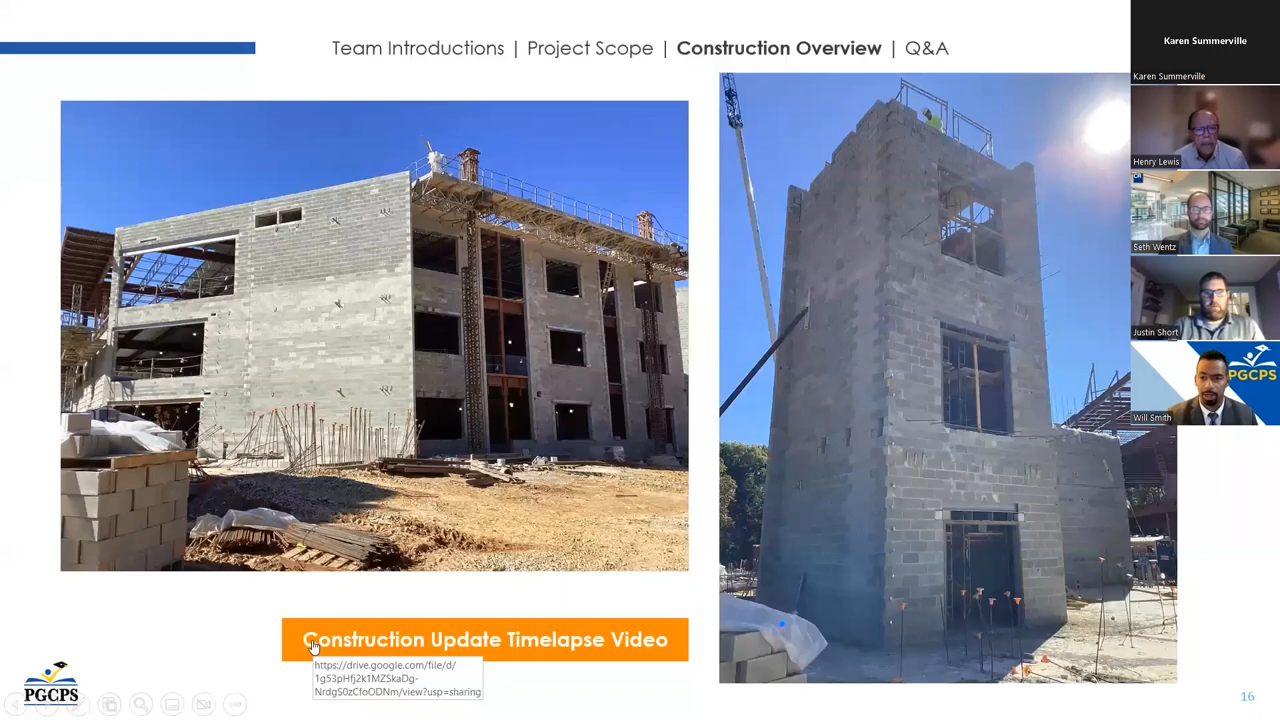 Team Introductions | Project Scope | Construction Overview | Q&A
Karen Summerville
Karen Summerville
Henry Lewis
Seth Wentz
Justin Short
PGCPS
Will Smith
Construction Update Timelapse Video
https://drive.google.com/file/d/
1g53pHfj2k1MZSkaDg-
NrdgS0zCfoODNm/view?usp=sharing
PGCPS
16